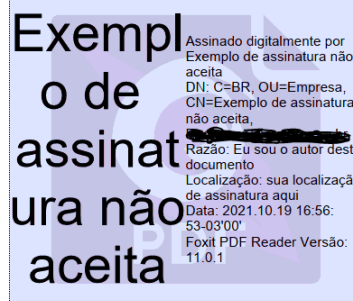 Exempl
o de
assinat
ura não
aceita
Assinado digitalmente por
Exemplo de assinatura não
aceita
DN: C=BR, OU=Empresa,
CN=Exemplo de assinatura
não aceita,
Razão: Eu sou o autor dest
documento
Localização: sua localizaçã
de assinatura aqui
Data: 2021.10.19 16:56:
53-03'00'
Foxit PDF Reader Versão:
11.0.1
PDF